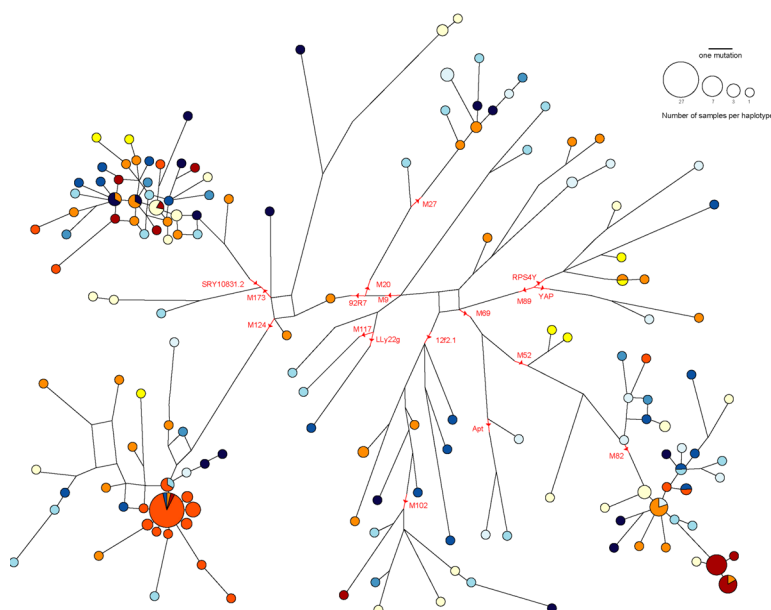 one mutation
27
7
3
1
Number of samples per haplotype
M27
RPS4Y
SRY10831.2
M20
YAP
M173
92R7
M9
M89
M69
M124
M117
LLy22g
12f2.1
M52
Apt
M82
M102